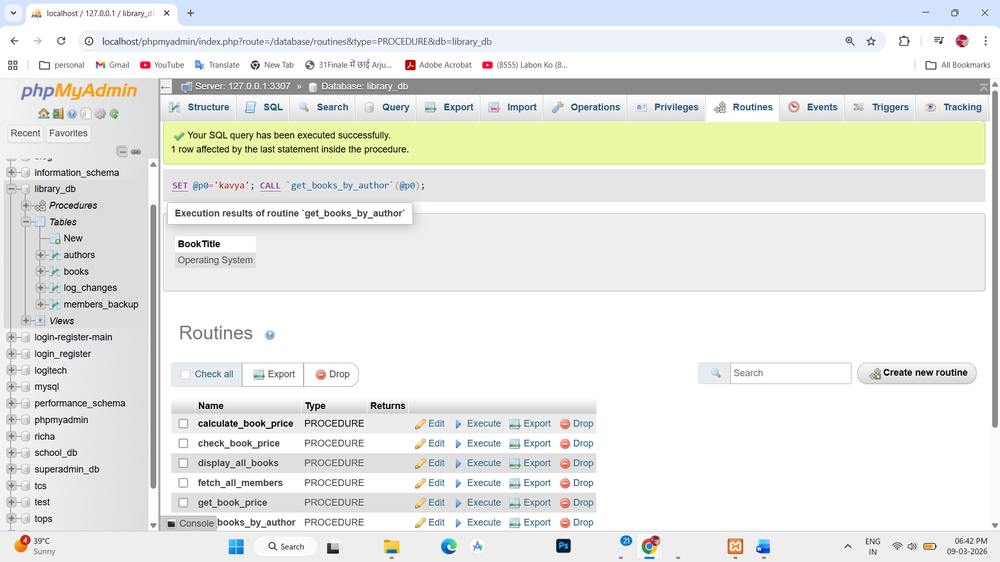 localhost / 127.0.0.1 / library_db
localhost/phpmyadmin/index.php?route=/database/routines&type=PROCEDURE&db=library_db
personal
Gmail
YouTube
Translate
New Tab
31Finale में छाई Arju...
Adobe Acrobat
(8555) Labon Ko (8...
All Bookmarks
phpMyAdmin
Recent
Favorites
information_schema
library_db
Procedures
Tables
New
authors
books
log_changes
members_backup
Views
login-register-main
login_register
logitech
mysql
performance_schema
phpmyadmin
richa
school_db
superadmin_db
tcs
test
tops
Server: 127.0.0.1:3307 » Database: library_db
Structure
SQL
Search
Query
Export
Import
Operations
Privileges
Routines
Events
Triggers
Tracking
Your SQL query has been executed successfully.
1 row affected by the last statement inside the procedure.
SET @p0='kavya'; CALL `get_books_by_author`(@p0);
Execution results of routine `get_books_by_author`
BookTitle
Operating System
Routines
Check all
Export
Drop
Search
Create new routine
Name Type Returns
calculate_book_price PROCEDURE Edit Execute Export Drop
check_book_price PROCEDURE Edit Execute Export Drop
display_all_books PROCEDURE Edit Execute Export Drop
fetch_all_members PROCEDURE Edit Execute Export Drop
get_book_price PROCEDURE Edit Execute Export Drop
books_by_author PROCEDURE Edit Execute Export Drop
Console
4
39°C
Sunny
Search
Ps
21
W
ENG
IN
06:42 PM
09-03-2026